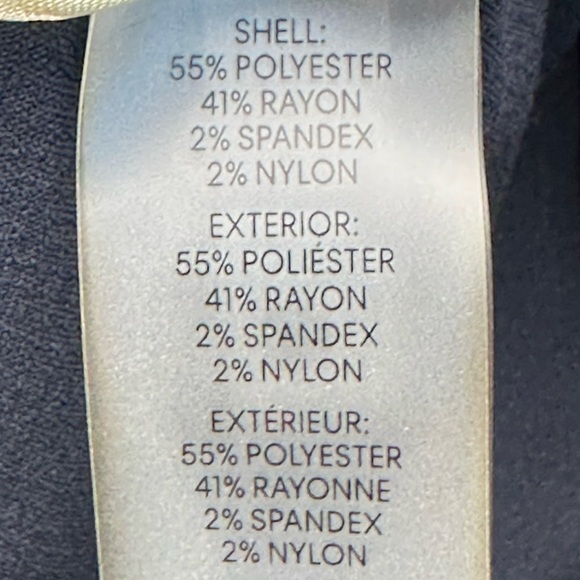 SHELL:
55% POLYESTER
41% RAYON
2% SPANDEX
2% NYLON
EXTERIOR:
55% POLIÉSTER
41% RAYON
2% SPANDEX
2% NYLON
EXTÉRIEUR:
55% POLYESTER
41% RAYONNE
2% SPANDEX
2% NYLON